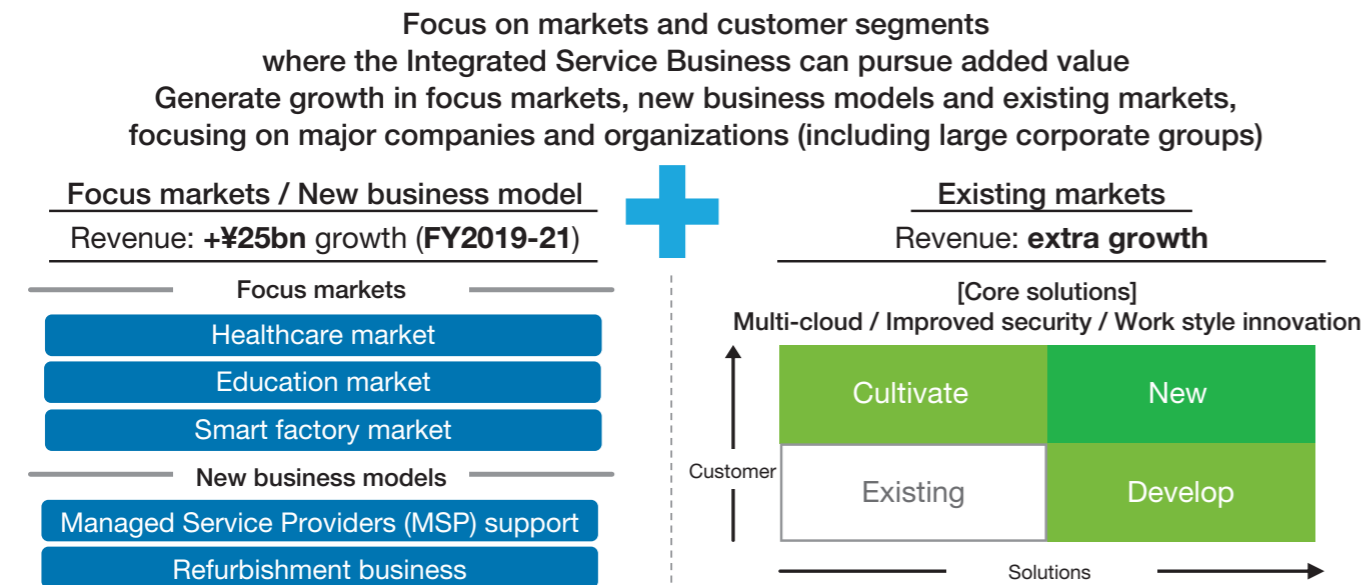 Focus on markets and customer segments
where the Integrated Service Business can pursue added value
Generate growth in focus markets, new business models and existing markets,
focusing on major companies and organizations (including large corporate groups)
Focus markets / New business model
Revenue: +¥25bn growth (FY2019-21)
Focus markets
Healthcare market
Education market
Smart factory market
New business models
Managed Service Providers (MSP) support
Refurbishment business
Existing markets
Revenue: extra growth
[Core solutions]
Multi-cloud / Improved security / Work style innovation
Cultivate
New
Customer
Existing
Develop
Solutions